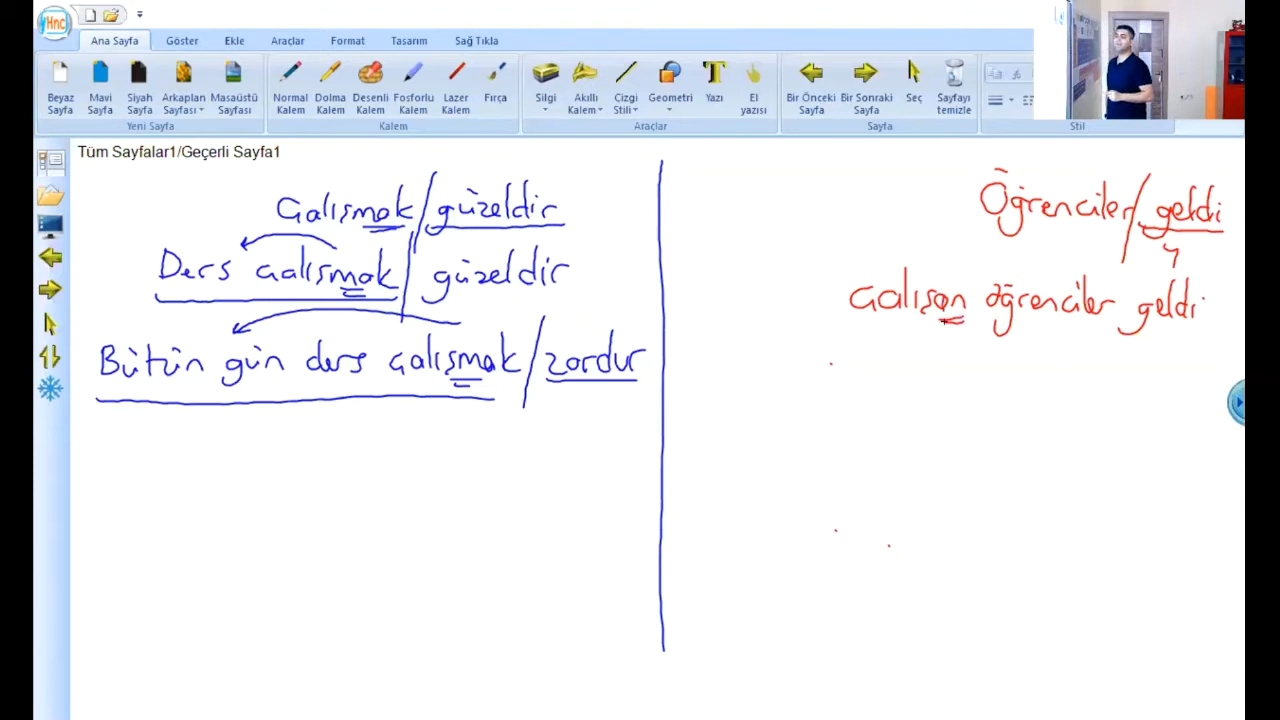 Hnc
Ana Sayfa Göster Ekle Araçlar Format Tasarım Sağ Tıkla
Beyaz Sayfa Mavi Sayfa Siyah Sayfa Arkaplan Sayfası Masaüstü Sayfası Normal Kalem Dolma Kalem Desenli Kalem Fosforlu Kalem Lazer Kalem Fırça Silgi Akıllı Kalem Çizgi Stili Geometri Yazı El yazısı Bir Önceki Sayfa Bir Sonraki Sayfa Seç Sayfayı temizle
Yeni Sayfa Kalem Araçlar Sayfa Stil
Tüm Sayfalar1/Geçerli Sayfa1
Çalışmak / güzeldir
Ders çalışmak / güzeldir
Bütün gün ders çalışmak / zordur
Öğrenciler / geldi
y
Çalışan öğrenciler geldi